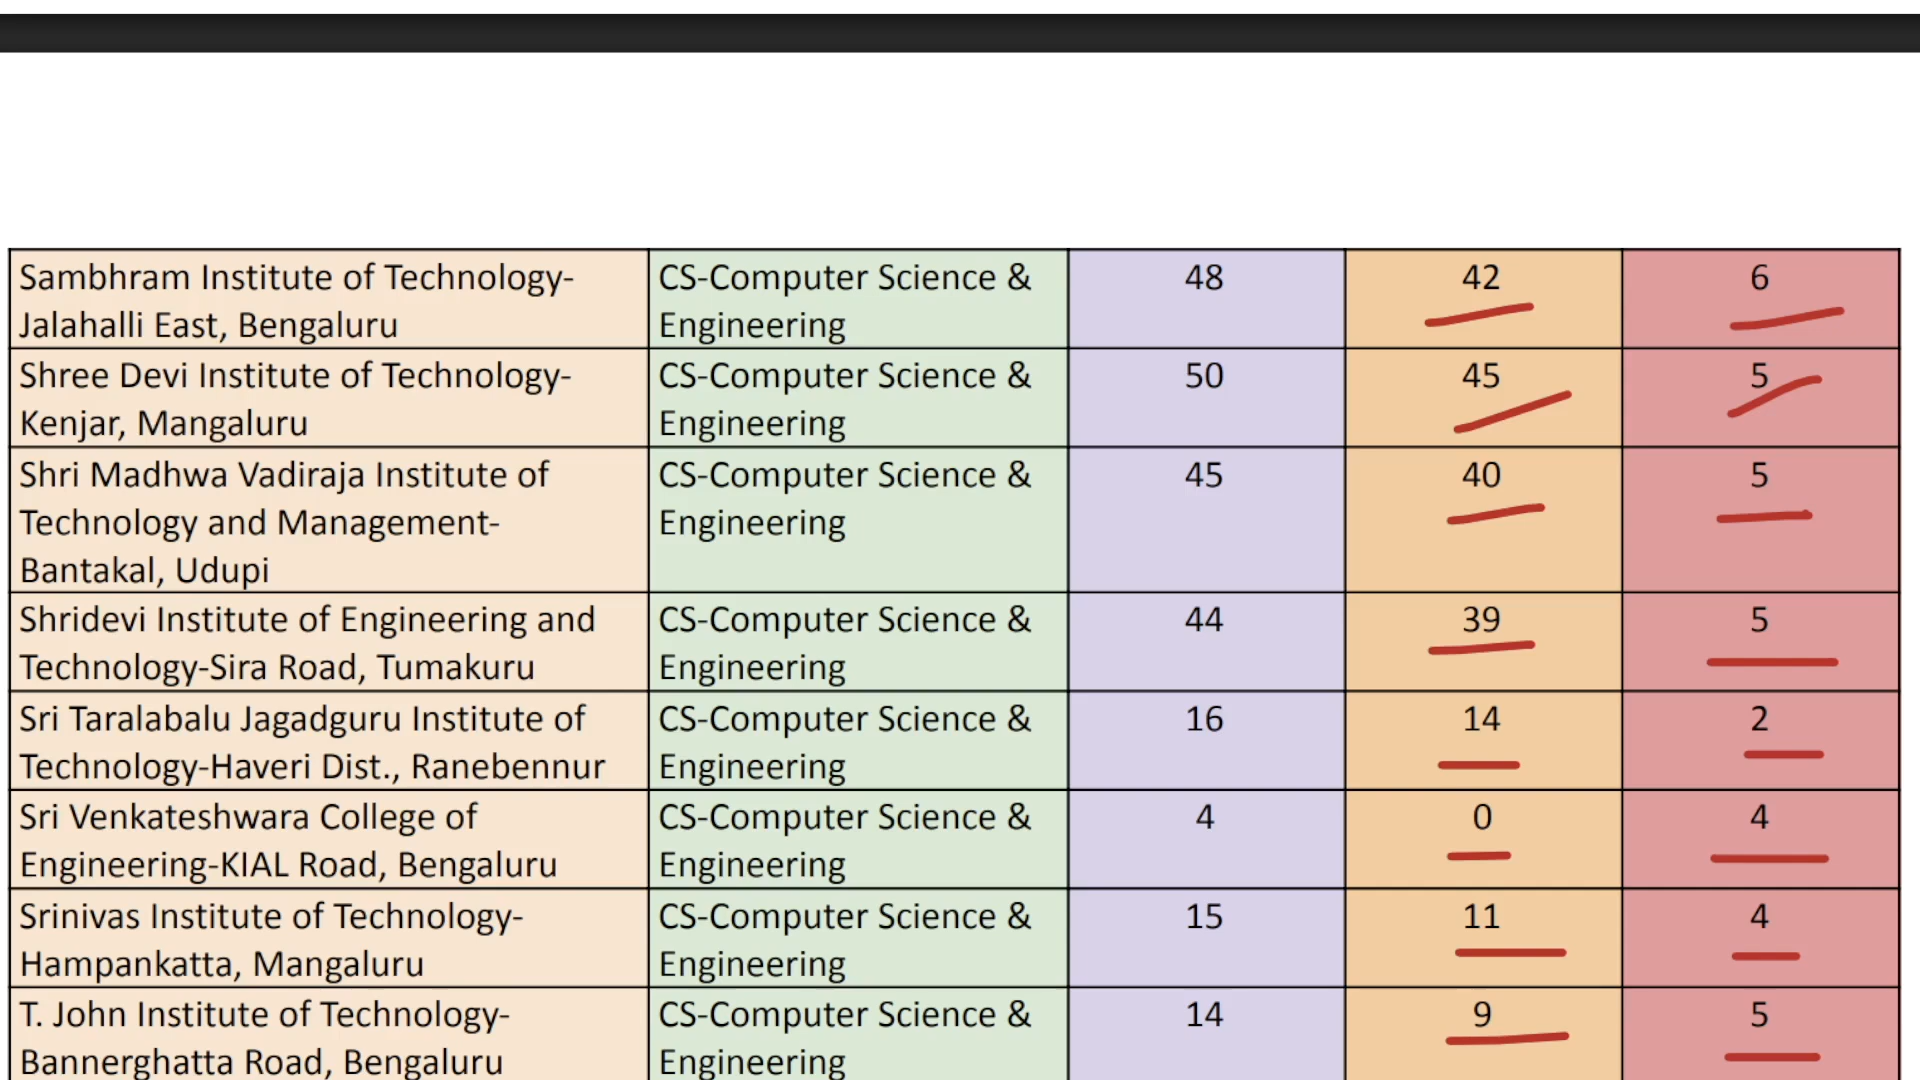 Sambhram Institute of Technology-
Jalahalli East, Bengaluru
CS-Computer Science &
Engineering
48
42
6
Shree Devi Institute of Technology-
Kenjar, Mangaluru
CS-Computer Science &
Engineering
50
45
5
Shri Madhwa Vadiraja Institute of
Technology and Management-
Bantakal, Udupi
CS-Computer Science &
Engineering
45
40
5
Shridevi Institute of Engineering and
Technology-Sira Road, Tumakuru
CS-Computer Science &
Engineering
44
39
5
Sri Taralabalu Jagadguru Institute of
Technology-Haveri Dist., Ranebennur
CS-Computer Science &
Engineering
16
14
2
Sri Venkateshwara College of
Engineering-KIAL Road, Bengaluru
CS-Computer Science &
Engineering
4
0
4
Srinivas Institute of Technology-
Hampankatta, Mangaluru
CS-Computer Science &
Engineering
15
11
4
T. John Institute of Technology-
Bannerghatta Road, Bengaluru
CS-Computer Science &
Engineering
14
9
5